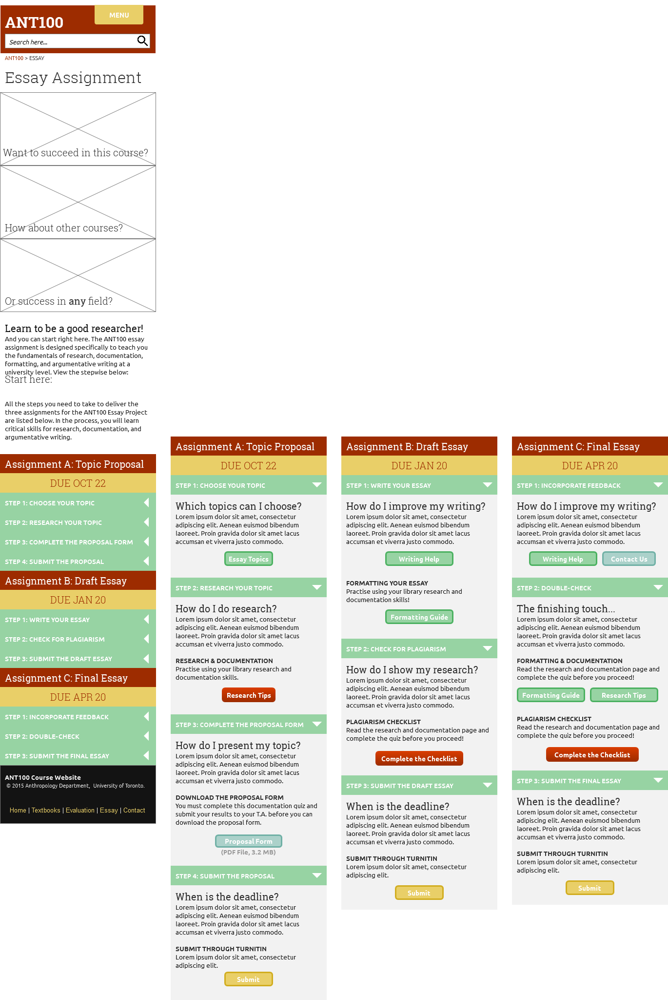 ANT100
MENU
Search here...
ANT100 > ESSAY
Essay Assignment
Want to succeed in this course?
How about other courses?
Or success in any field?
Learn to be a good researcher!
And you can start right here. The ANT100 essay
assignment is designed specifically to teach you
the fundamentals of research, documentation,
formatting, and argumentative writing at a
university level. View the stepwise below:
Start here:
All the steps you need to take to deliver the
three assignments for the ANT100 Essay Project
are listed below. In the process, you will learn
critical skills for research, documentation, and
argumentative writing.
Assignment A: Topic Proposal
DUE OCT 22
STEP 1: CHOOSE YOUR TOPIC
STEP 2: RESEARCH YOUR TOPIC
STEP 3: COMPLETE THE PROPOSAL FORM
STEP 4: SUBMIT THE PROPOSAL
Assignment B: Draft Essay
DUE JAN 20
STEP 1: WRITE YOUR ESSAY
STEP 2: CHECK FOR PLAGIARISM
STEP 3: SUBMIT THE DRAFT ESSAY
Assignment C: Final Essay
DUE APR 20
STEP 1: INCORPORATE FEEDBACK
STEP 2: DOUBLE-CHECK
STEP 3: SUBMIT THE FINAL ESSAY
ANT100 Course Website
© 2015 Anthropology Department, University of Toronto.
Home | Textbooks | Evaluation | Essay | Contact
Assignment A: Topic Proposal
DUE OCT 22
STEP 1: CHOOSE YOUR TOPIC
Which topics can I choose?
Lorem ipsum dolor sit amet, consectetur
adipiscing elit. Aenean euismod bibendum
laoreet. Proin gravida dolor sit amet lacus
accumsan et viverra justo commodo.
Essay Topics
STEP 2: RESEARCH YOUR TOPIC
How do I do research?
Lorem ipsum dolor sit amet, consectetur
adipiscing elit. Aenean euismod bibendum
laoreet. Proin gravida dolor sit amet lacus
accumsan et viverra justo commodo.
RESEARCH & DOCUMENTATION
Practise using your library research and
documentation skills.
Research Tips
STEP 3: COMPLETE THE PROPOSAL FORM
How do I present my topic?
Lorem ipsum dolor sit amet, consectetur
adipiscing elit. Aenean euismod bibendum
laoreet. Proin gravida dolor sit amet lacus
accumsan et viverra justo commodo.
DOWNLOAD THE PROPOSAL FORM
You must complete this documentation quiz and
submit your results to your T.A. before you can
download the proposal form.
Proposal Form
(PDF File, 3.2 MB)
STEP 4: SUBMIT THE PROPOSAL
When is the deadline?
Lorem ipsum dolor sit amet, consectetur
adipiscing elit. Aenean euismod bibendum
laoreet. Proin gravida dolor sit amet lacus
accumsan et viverra justo commodo.
SUBMIT THROUGH TURNITIN
Lorem ipsum dolor sit amet, consectetur
adipiscing elit.
Submit
Assignment B: Draft Essay
DUE JAN 20
STEP 1: WRITE YOUR ESSAY
How do I improve my writing?
Lorem ipsum dolor sit amet, consectetur
adipiscing elit. Aenean euismod bibendum
laoreet. Proin gravida dolor sit amet lacus
accumsan et viverra justo commodo.
Writing Help
FORMATTING YOUR ESSAY
Practise using your library research and
documentation skills!
Formatting Guide
STEP 2: CHECK FOR PLAGIARISM
How do I show my research?
Lorem ipsum dolor sit amet, consectetur
adipiscing elit. Aenean euismod bibendum
laoreet. Proin gravida dolor sit amet lacus
accumsan et viverra justo commodo.
PLAGIARISM CHECKLIST
Read the research and documentation page and
complete the quiz before you proceed!
Complete the Checklist
STEP 3: SUBMIT THE DRAFT ESSAY
When is the deadline?
Lorem ipsum dolor sit amet, consectetur
adipiscing elit. Aenean euismod bibendum
laoreet. Proin gravida dolor sit amet lacus
accumsan et viverra justo commodo.
SUBMIT THROUGH TURNITIN
Lorem ipsum dolor sit amet, consectetur
adipiscing elit.
Submit
Assignment C: Final Essay
DUE APR 20
STEP 1: INCORPORATE FEEDBACK
How do I improve my writing?
Lorem ipsum dolor sit amet, consectetur
adipiscing elit. Aenean euismod bibendum
laoreet. Proin gravida dolor sit amet lacus
accumsan et viverra justo commodo.
Writing Help Contact Us
STEP 2: DOUBLE-CHECK
The finishing touch...
Lorem ipsum dolor sit amet, consectetur
adipiscing elit. Aenean euismod bibendum
laoreet. Proin gravida dolor sit amet lacus
accumsan et viverra justo commodo.
FORMATTING & DOCUMENTATION
Read the research and documentation page and
complete the quiz before you proceed!
Formatting Guide Research Tips
PLAGIARISM CHECKLIST
Read the research and documentation page and
complete the quiz before you proceed!
Complete the Checklist
STEP 3: SUBMIT THE FINAL ESSAY
When is the deadline?
Lorem ipsum dolor sit amet, consectetur
adipiscing elit. Aenean euismod bibendum
laoreet. Proin gravida dolor sit amet lacus
accumsan et viverra justo commodo.
SUBMIT THROUGH TURNITIN
Lorem ipsum dolor sit amet, consectetur
adipiscing elit.
Submit